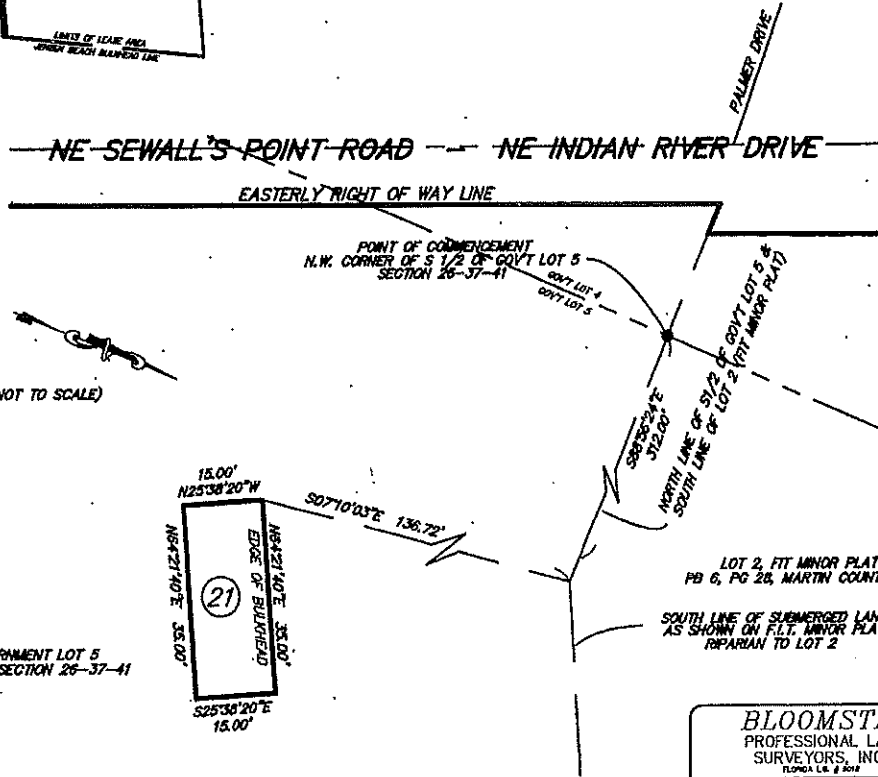 LIMITS OF LEASE AREA
JENSEN BEACH BULKHEAD LINE
PALMER DRIVE
NE SEWALL'S POINT ROAD - NE INDIAN RIVER DRIVE
EASTERLY RIGHT OF WAY LINE
POINT OF COMMENCEMENT
N.W. CORNER OF S 1/2 OF GOV'T LOT 5
SECTION 26-37-41
GOV'T LOT 4
GOV'T LOT 5
NOT TO SCALE)
S88°56'24"E
312.00'
NORTH LINE OF S1/2 OF GOV'T LOT 5 &
SOUTH LINE OF LOT 2 (FIT MINOR PLAT)
15.00'
N25°38'20"W
S07°10'03"E 136.72'
N64°21'40"E 35.00'
21
EDGE OF BULKHEAD
N64°21'40"E 35.00'
S25°38'20"E
15.00'
LOT 2, FIT MINOR PLAT
PB 6, PG 28, MARTIN COUNT
SOUTH LINE OF SUBMERGED LAN
AS SHOWN ON F.I.T. MINOR PLA
RIPARIAN TO LOT 2
RNMENT LOT 5
SECTION 26-37-41
BLOOMST
PROFESSIONAL LA
SURVEYORS, INC